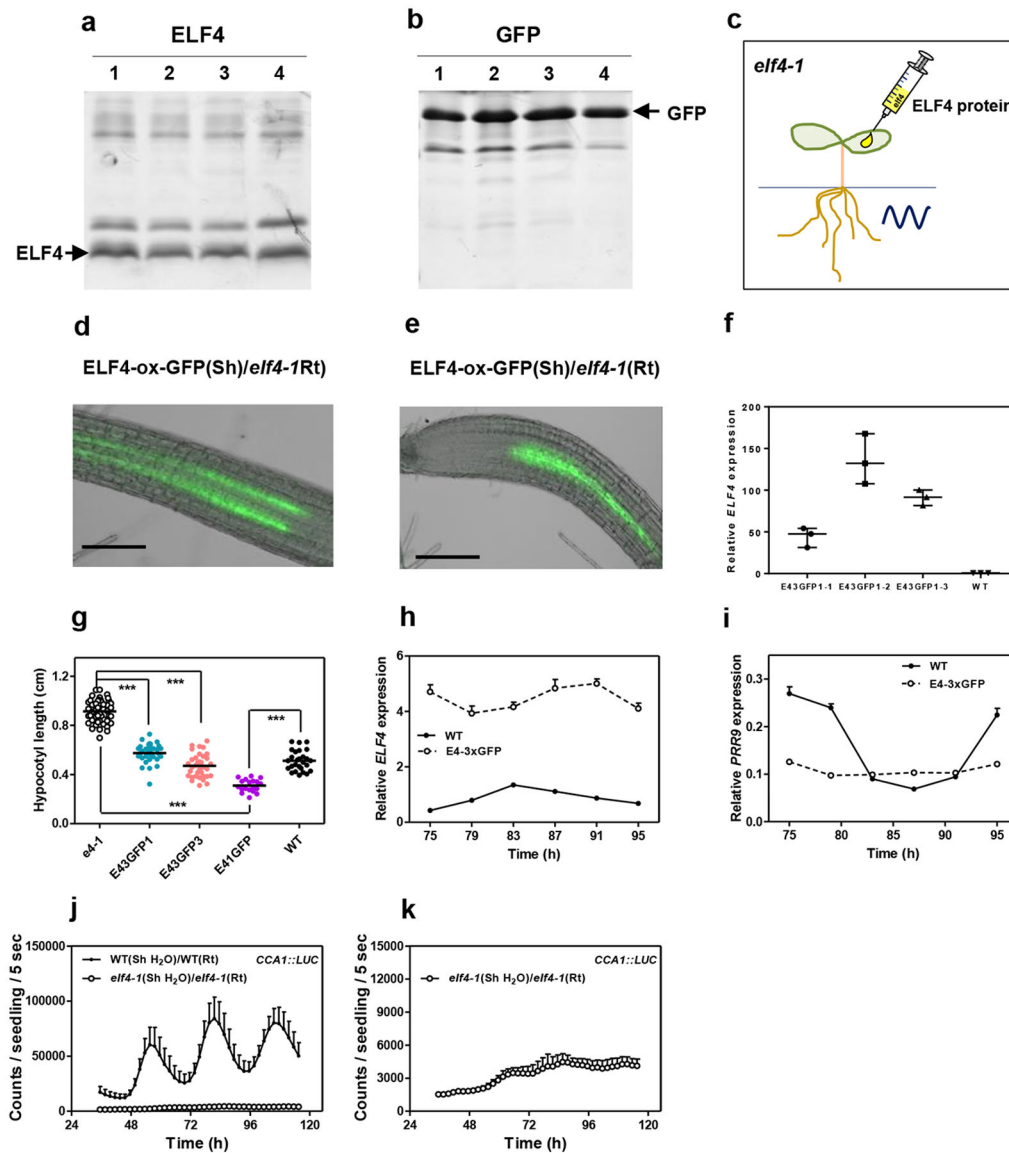 a
ELF4
1 2 3 4
ELF4
b
GFP
1 2 3 4
GFP
c
elf4-1
elf4
ELF4 protein
d
ELF4-ox-GFP(Sh)/elf4-1Rt)
e
ELF4-ox-GFP(Sh)/elf4-1(Rt)
f
Relative ELF4 expression
200
150
100
50
0
E43GFP1-1 E43GFP1-2 E43GFP1-3 WT
g
Hypocotyl length (cm)
1.2
0.8
0.4
0.0
*** ***
***
***
e4-1 E43GFP1 E43GFP3 E41GFP WT
h
Relative ELF4 expression
6
4
2
0
WT
E4-3xGFP
75 79 83 87 91 95
Time (h)
i
Relative PRR9 expression
0.3
0.2
0.1
0.0
WT
E4-3xGFP
75 80 85 90 95
Time (h)
j
Counts / seedling / 5 sec
150000
100000
50000
0
WT(Sh H2O)/WT(Rt) CCA1::LUC
elf4-1(Sh H2O)/elf4-1(Rt)
24 48 72 96 120
Time (h)
k
Counts / seedling / 5 sec
15000
12000
9000
6000
3000
0
CCA1::LUC
elf4-1(Sh H2O)/elf4-1(Rt)
24 48 72 96 120
Time (h)